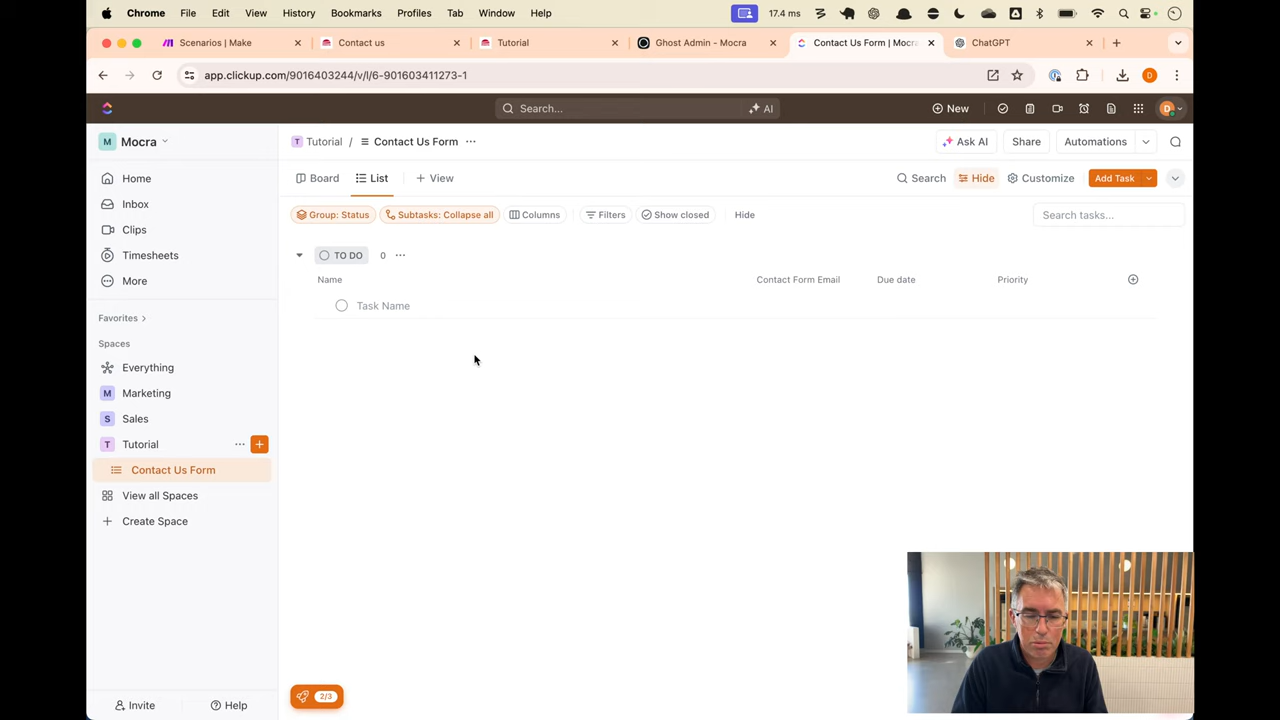 Chrome File Edit View History Bookmarks Profiles Tab Window Help 17.4 ms
Scenarios | Make Contact us Tutorial Ghost Admin - Mocra Contact Us Form | Mocra ChatGPT
app.clickup.com/9016403244/v/l/6-901603411273-1 D
Search... AI New D
M Mocra T Tutorial / Contact Us Form ... Ask AI Share Automations
Home Board List + View Search Hide Customize Add Task
Inbox Group: Status Subtasks: Collapse all Columns Filters Show closed Hide Search tasks...
Clips
Timesheets TO DO 0 ...
More Name Contact Form Email Due date Priority
Task Name
Favorites
Spaces
Everything
M Marketing
S Sales
T Tutorial ... +
Contact Us Form
View all Spaces
+ Create Space
2/3
Invite Help